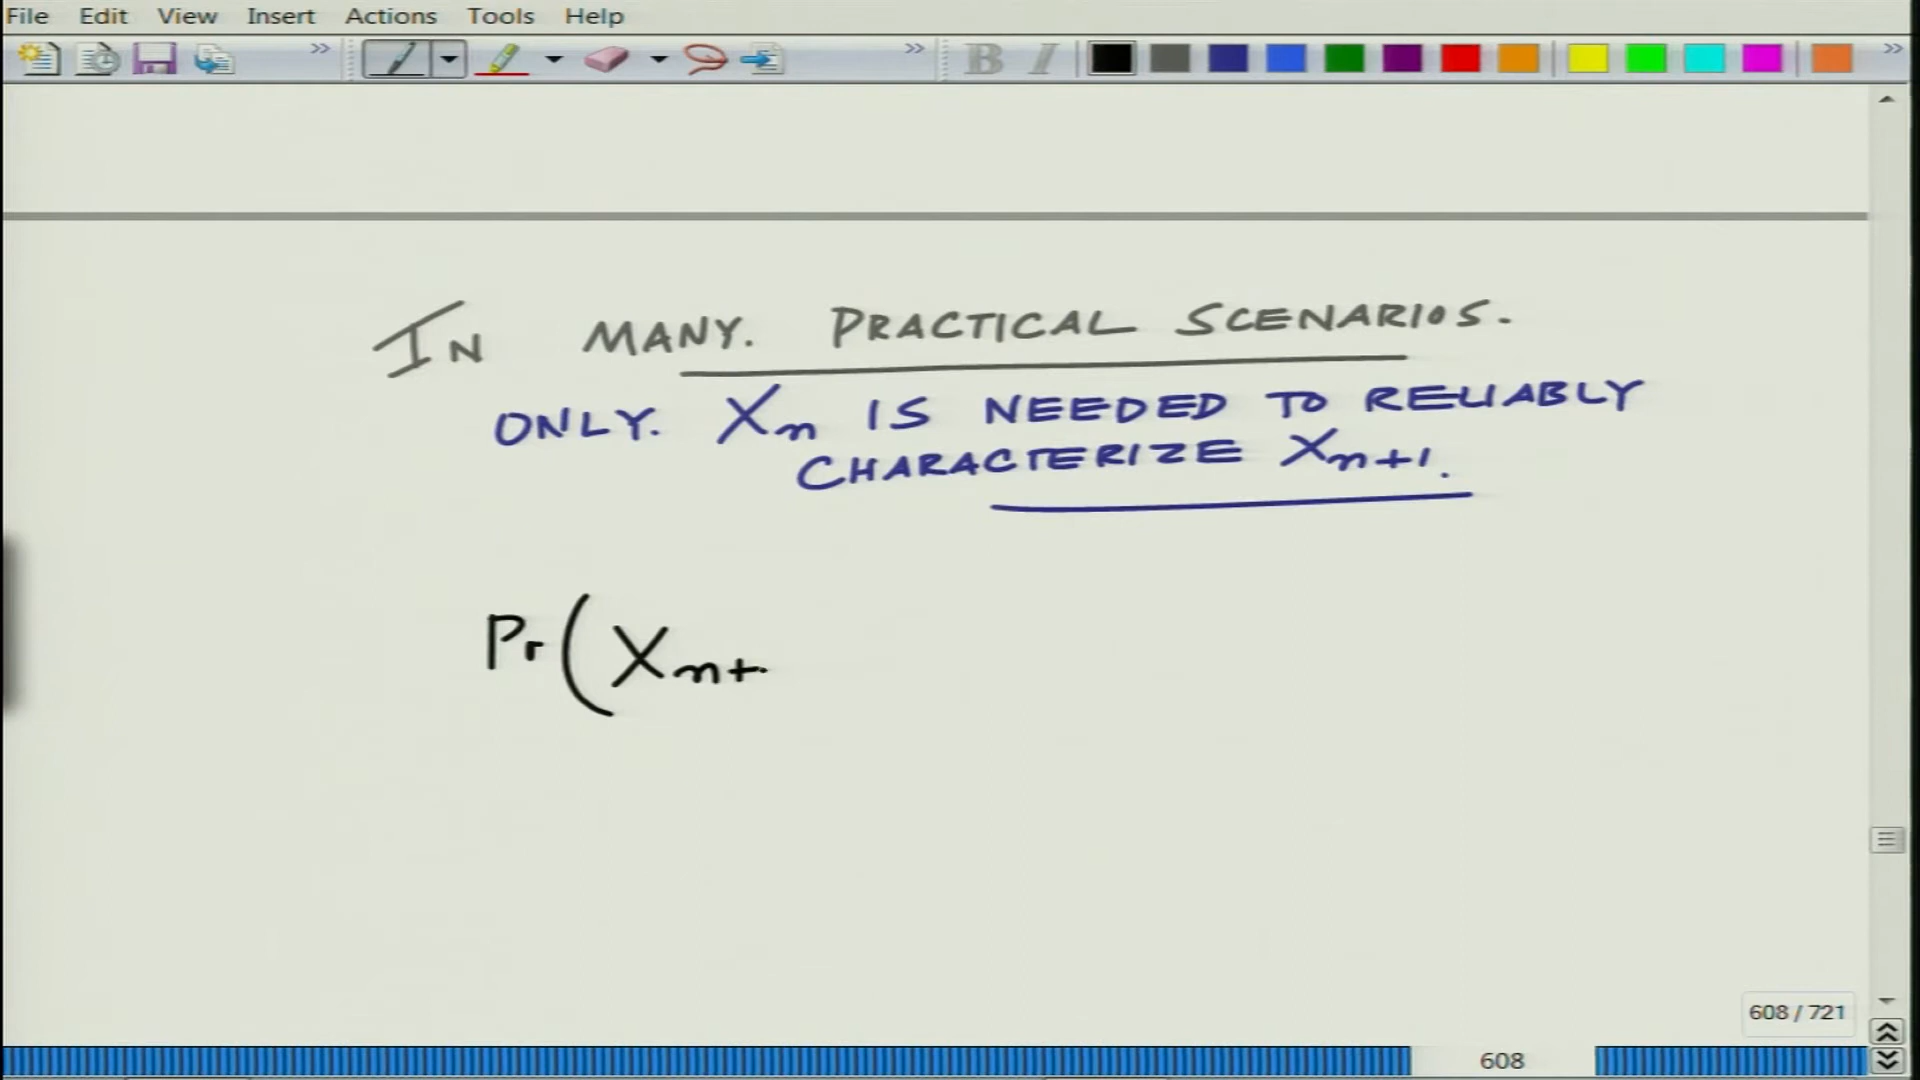 File Edit View Insert Actions Tools Help
B I
IN MANY. PRACTICAL SCENARIOS.
ONLY. Xn IS NEEDED TO RELIABLY
CHARACTERIZE Xn+1.
Pr(Xn+
608 / 721
608